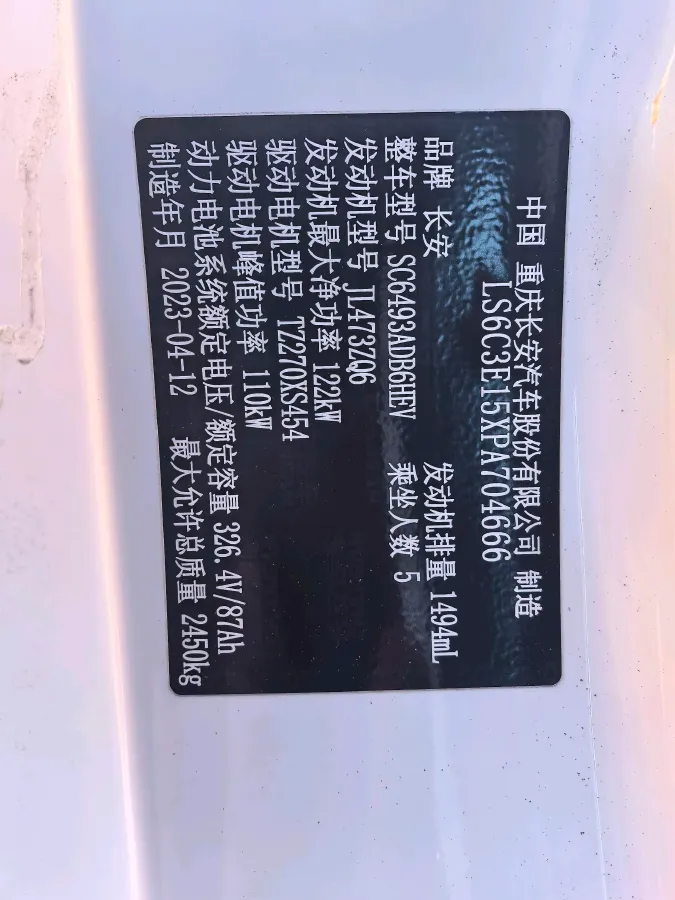 中国 重庆长安汽车股份有限公司 制造
LS6C3E15XPA704666
品牌 长安 发动机排量 1494mL
整车型号 SC6493ADB6HEV 乘坐人数 5
发动机型号 JL473ZQ6
发动机最大净功率 122kW
驱动电机型号 TZ270XS454
驱动电机峰值功率 110kW
动力电池系统额定电压/额定容量 326.4V/87Ah
制造年月 2023-04-12 最大允许总质量 2450kg